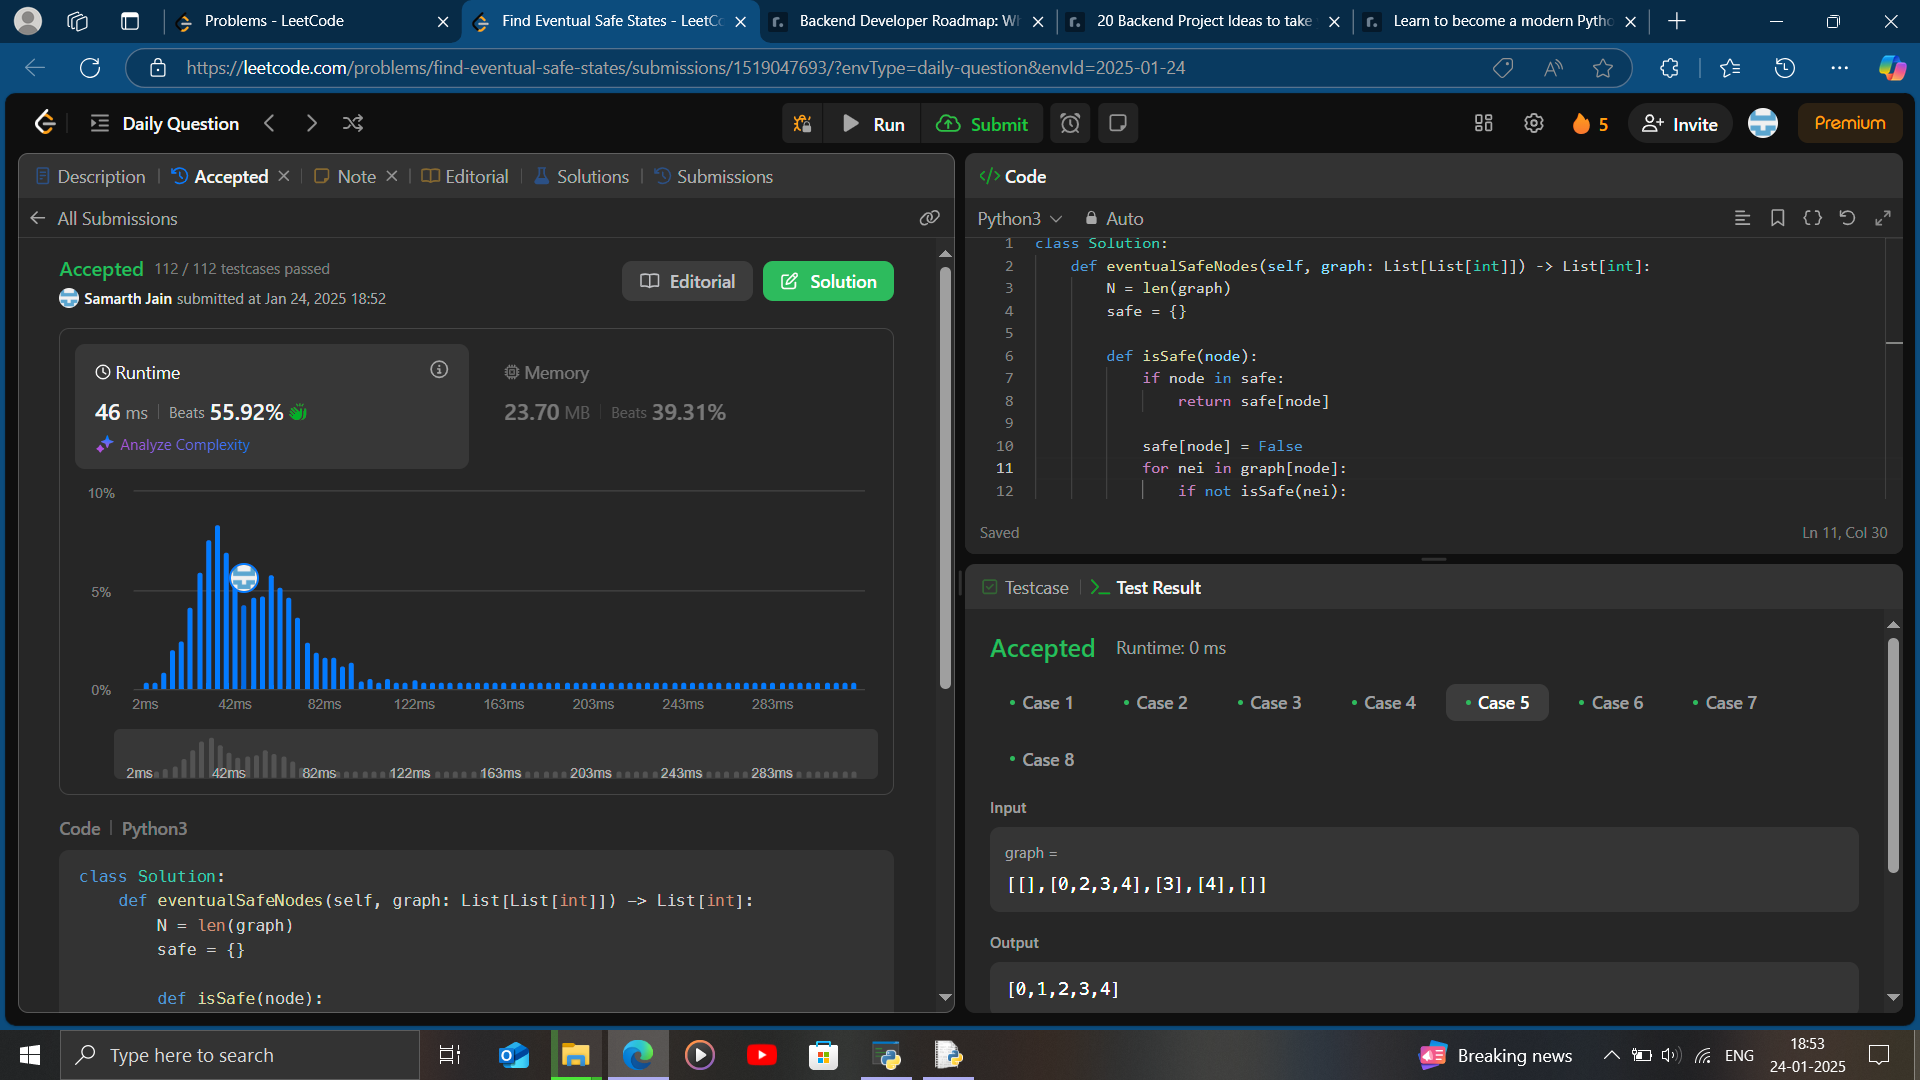 Problems - LeetCode
Find Eventual Safe States - LeetCo
Backend Developer Roadmap: Wh
20 Backend Project Ideas to take
Learn to become a modern Pytho
https://leetcode.com/problems/find-eventual-safe-states/submissions/1519047693/?envType=daily-question&envId=2025-01-24
Daily Question
Run
Submit
5
Invite
Premium
Description
Accepted
Note
Editorial
Solutions
Submissions
All Submissions
Accepted 112 / 112 testcases passed
Samarth Jain submitted at Jan 24, 2025 18:52
Editorial
Solution
Runtime
46 ms | Beats 55.92%
Analyze Complexity
Memory
23.70 MB | Beats 39.31%
10%
5%
0%
2ms 42ms 82ms 122ms 163ms 203ms 243ms 283ms
2ms 42ms 82ms 122ms 163ms 203ms 243ms 283ms
Code | Python3
class Solution:
    def eventualSafeNodes(self, graph: List[List[int]]) -> List[int]:
        N = len(graph)
        safe = {}
        def isSafe(node):
Code
Python3
Auto
1 class Solution:
2     def eventualSafeNodes(self, graph: List[List[int]]) -> List[int]:
3         N = len(graph)
4         safe = {}
5
6         def isSafe(node):
7             if node in safe:
8                 return safe[node]
9
10             safe[node] = False
11             for nei in graph[node]:
12                 if not isSafe(nei):
Saved
Ln 11, Col 30
Testcase
Test Result
Accepted Runtime: 0 ms
Case 1
Case 2
Case 3
Case 4
Case 5
Case 6
Case 7
Case 8
Input
graph =
[[],[0,2,3,4],[3],[4],[]]
Output
[0,1,2,3,4]
Type here to search
Breaking news
ENG
18:53
24-01-2025